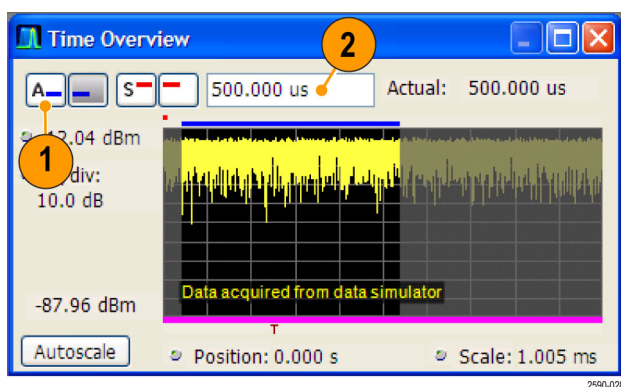 Time Overview
2
A
S
500.000 us
Actual: 500.000 us
1
dBm
div:
10.0 dB
-87.96 dBm
Data acquired from data simulator
T
Autoscale
Position: 0.000 s
Scale: 1.005 ms